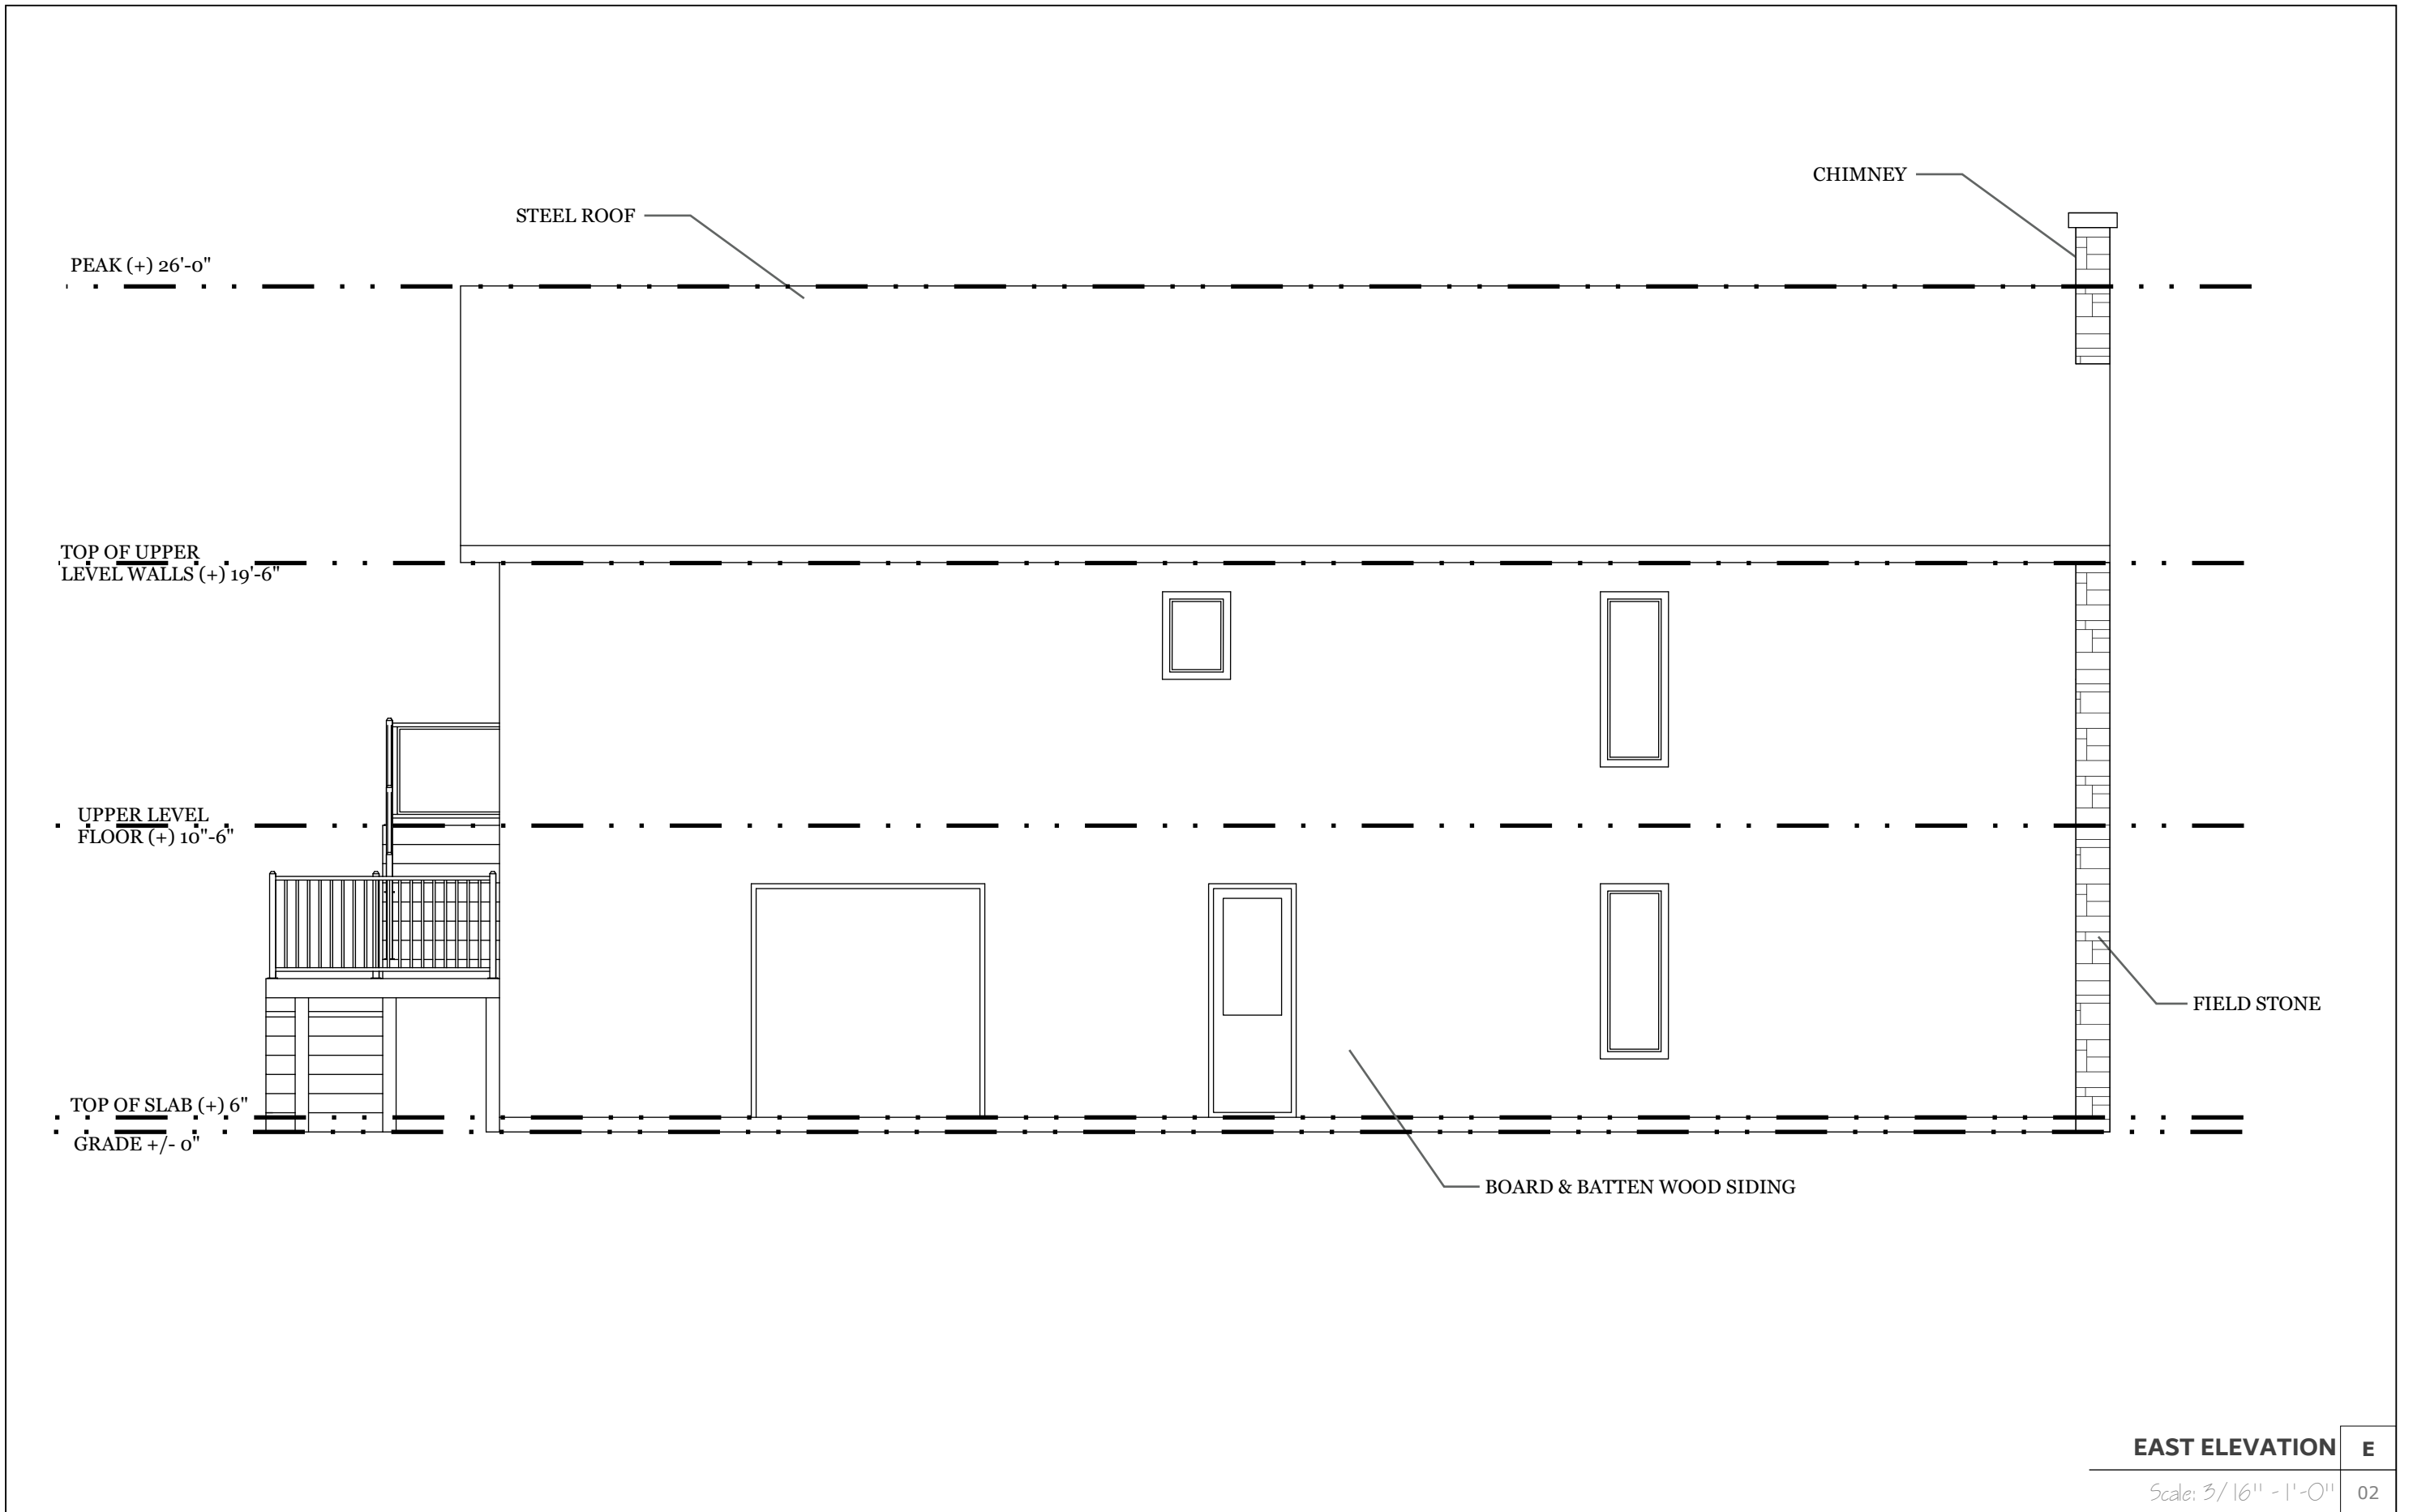 CHIMNEY
STEEL ROOF
PEAK (+) 26'-0"
TOP OF UPPER
LEVEL WALLS (+) 19'-6"
UPPER LEVEL
FLOOR (+) 10"-6"
FIELD STONE
TOP OF SLAB (+) 6"
GRADE +/- 0"
BOARD & BATTEN WOOD SIDING
EAST ELEVATION E
Scale: 3/16" - 1'-0" 02